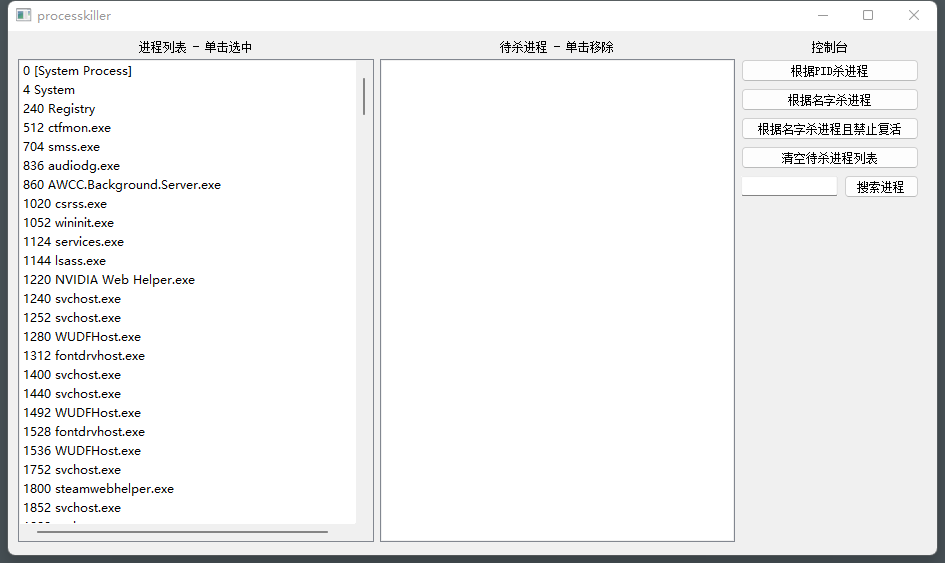 processkiller
进程列表 - 单击选中
待杀进程 - 单击移除
控制台
0 [System Process]
4 System
240 Registry
512 ctfmon.exe
704 smss.exe
836 audiodg.exe
860 AWCC.Background.Server.exe
1020 csrss.exe
1052 wininit.exe
1124 services.exe
1144 lsass.exe
1220 NVIDIA Web Helper.exe
1240 svchost.exe
1252 svchost.exe
1280 WUDFHost.exe
1312 fontdrvhost.exe
1400 svchost.exe
1440 svchost.exe
1492 WUDFHost.exe
1528 fontdrvhost.exe
1536 WUDFHost.exe
1752 svchost.exe
1800 steamwebhelper.exe
1852 svchost.exe
根据PID杀进程
根据名字杀进程
根据名字杀进程且禁止复活
清空待杀进程列表
搜索进程